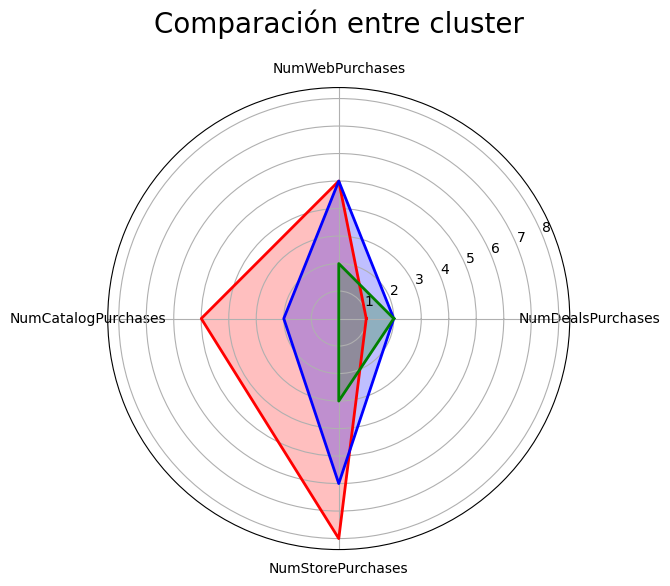 Comparación entre cluster
NumWebPurchases
8
7
6
5
4
3
2
1
NumCatalogPurchases
NumDealsPurchases
NumStorePurchases